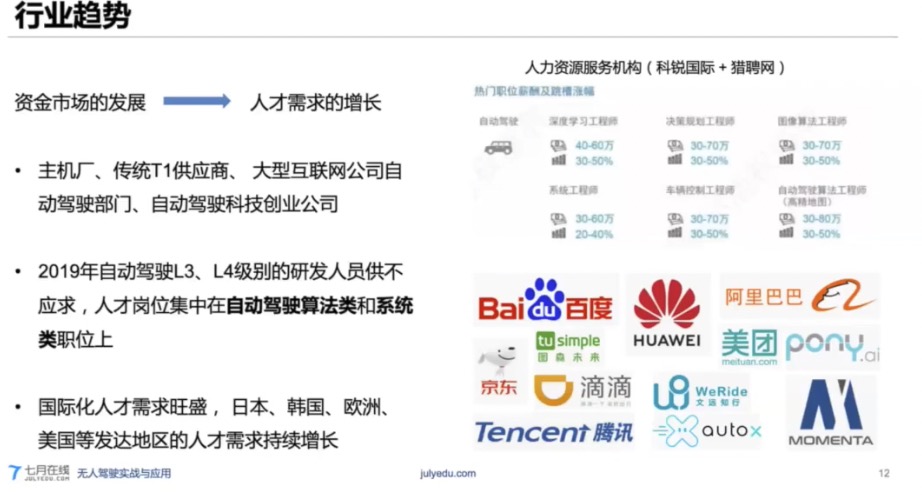 行业趋势
资金市场的发展
人才需求的增长
• 主机厂、传统T1供应商、 大型互联网公司自
动驾驶部门、自动驾驶科技创业公司
• 2019年自动驾驶L3、L4级别的研发人员供不
应求，人才岗位集中在自动驾驶算法类和系统
类职位上
• 国际化人才需求旺盛， 日本、韩国、欧洲、
美国等发达地区的人才需求持续增长
人力资源服务机构（科锐国际 + 猎聘网）
热门职位薪酬及跳槽涨幅
自动驾驶
深度学习工程师
40-60万
30-50%
决策规划工程师
30-70万
30-50%
图像算法工程师
30-70万
30-50%
系统工程师
30-60万
20-40%
车辆控制工程师
30-70万
30-50%
自动驾驶算法工程师
（高精地图）
30-80万
30-50%
Bai du 百度
HUAWEI
阿里巴巴
tu simple
图森未来
美团
meituan.com
pony.ai
京东
滴滴
WeRide
文远知行
MOMENTA
Tencent 腾讯
autox
七月在线
JULYEDU.COM
无人驾驶实战与应用
julyedu.com
12